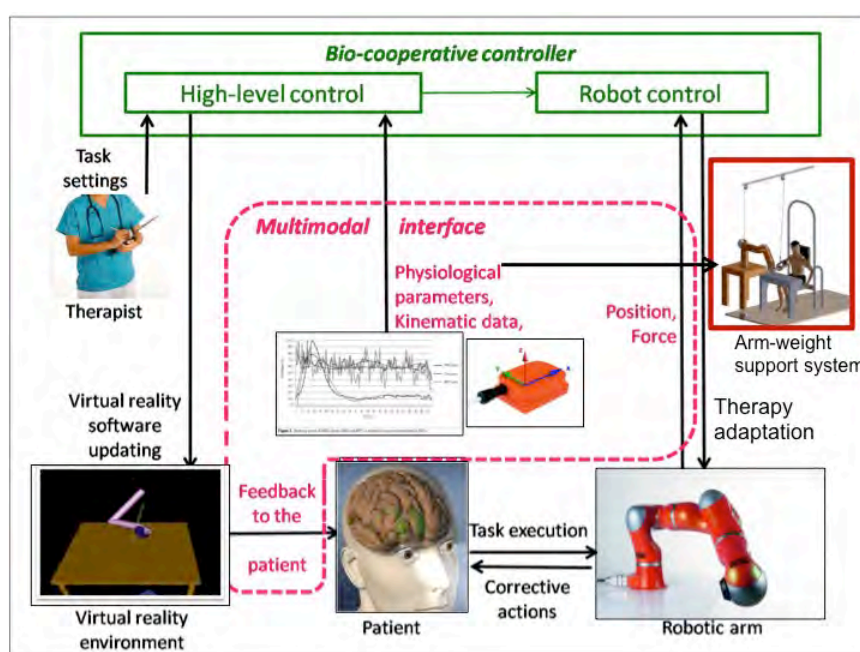 Bio-cooperative controller
High-level control
Robot control
Task
settings
Therapist
Multimodal interface
Physiological
parameters,
Kinematic data,
Position,
Force
Arm-weight
support system
Virtual reality
software
updating
Therapy
adaptation
Feedback
to the
patient
Task execution
Corrective
actions
Virtual reality
environment
Patient
Robotic arm